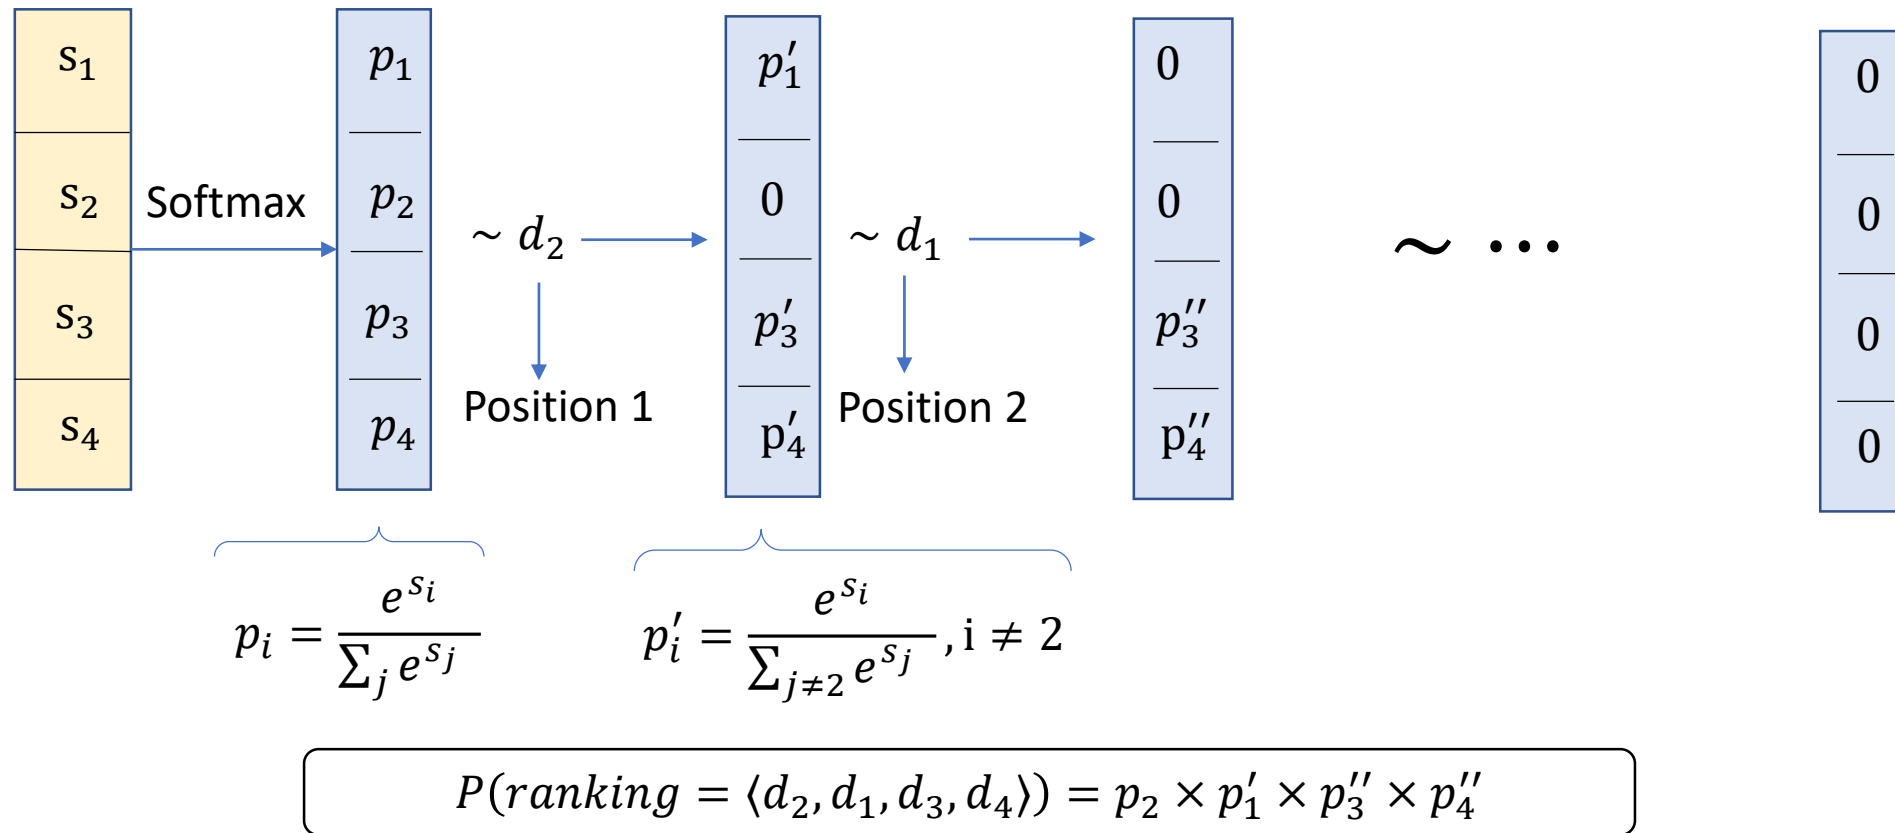 s₁
s₂
s₃
s₄
Softmax
p₁
p₂
p₃
p₄
~ d₂
Position 1
p′₁
0
p′₃
p′₄
~ d₁
Position 2
0
0
p″₃
p″₄
~ ⋯
0
0
0
0
pᵢ = e^{sᵢ} / ∑ⱼ e^{sⱼ}
p′ᵢ = e^{sᵢ} / ∑_{j≠2} e^{sⱼ} , i ≠ 2
P(ranking = ⟨d₂, d₁, d₃, d₄⟩) = p₂ × p′₁ × p″₃ × p″₄